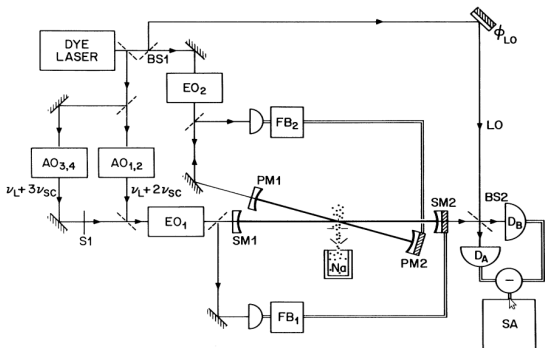 DYE
LASER
BS1
ϕLO
EO2
FB2
LO
AO3,4
AO1,2
PM1
νL+3νSC
νL+2νSC
BS2
SM2
DB
S1
EO1
SM1
DA
PM2
Na
−
FB1
SA